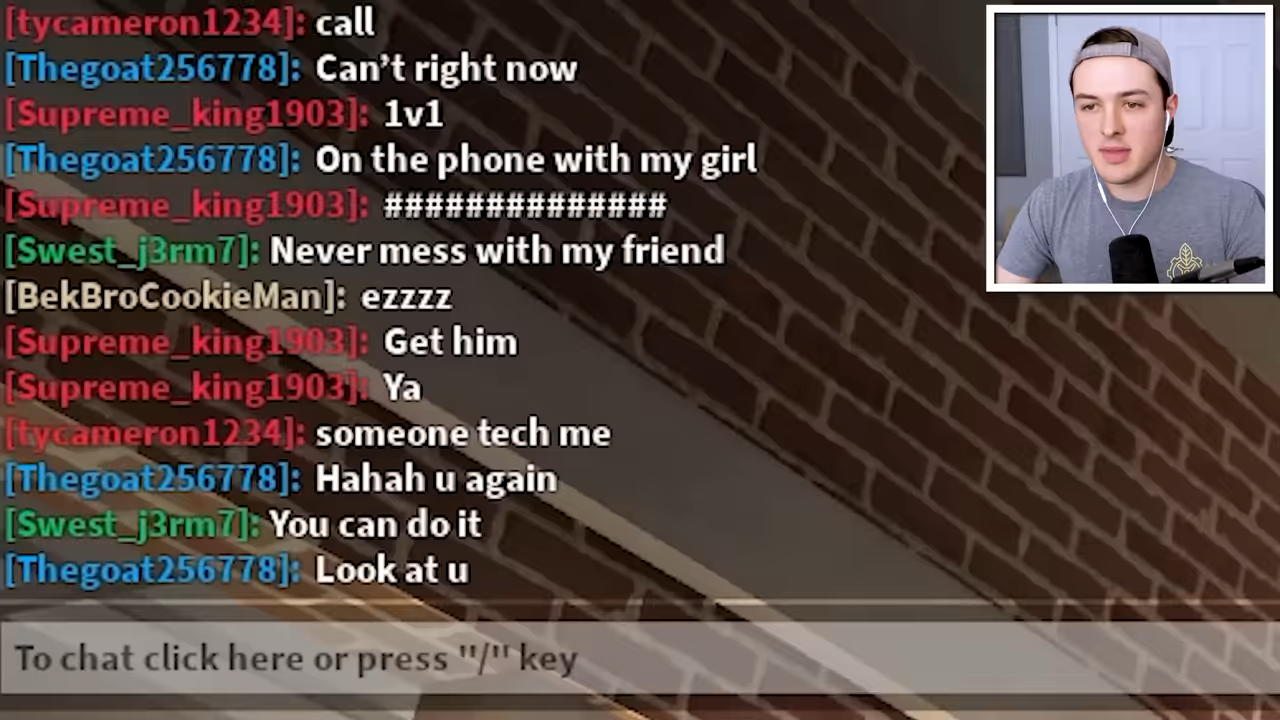 [tycameron1234]: call
[Thegoat256778]: Can’t right now
[Supreme_king1903]: 1v1
[Thegoat256778]: On the phone with my girl
[Supreme_king1903]: ##############
[Swest_j3rm7]: Never mess with my friend
[BekBroCookieMan]: ezzzz
[Supreme_king1903]: Get him
[Supreme_king1903]: Ya
[tycameron1234]: someone tech me
[Thegoat256778]: Hahah u again
[Swest_j3rm7]: You can do it
[Thegoat256778]: Look at u
To chat click here or press "/" key